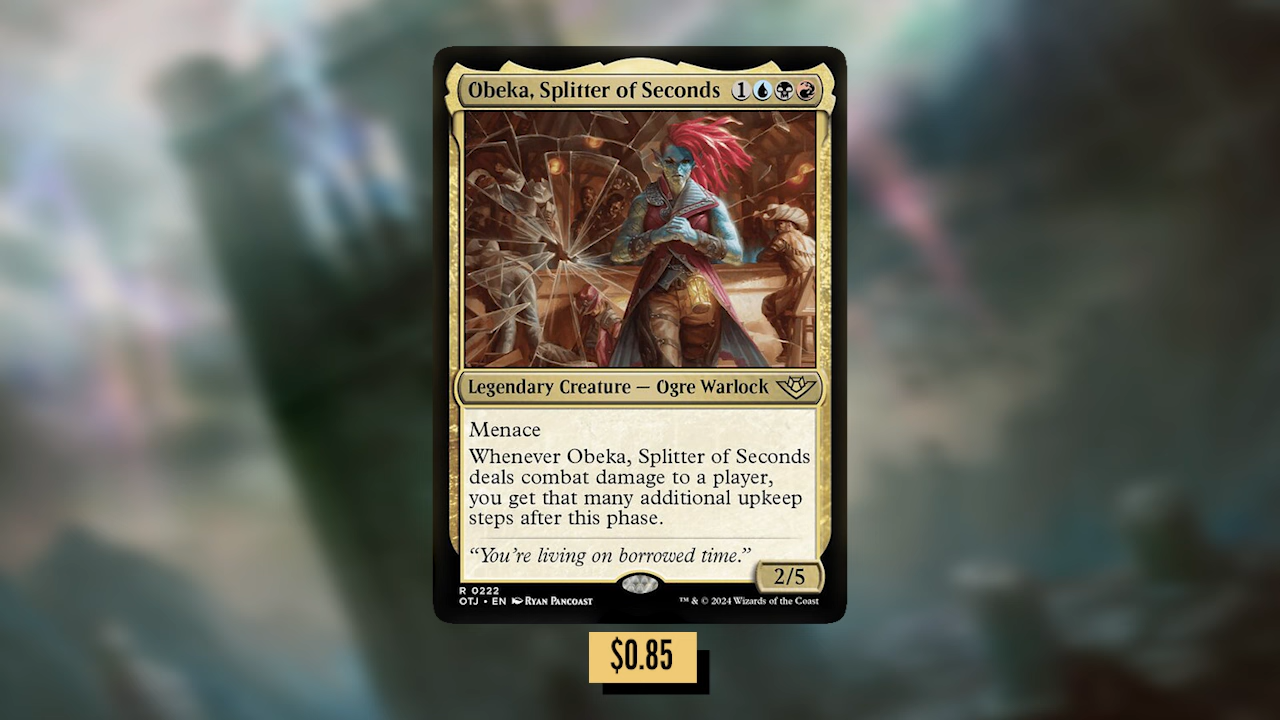 Obeka, Splitter of Seconds 1
Legendary Creature — Ogre Warlock
Menace
Whenever Obeka, Splitter of Seconds
deals combat damage to a player,
you get that many additional upkeep
steps after this phase.
“You’re living on borrowed time.”
2/5
R 0222
OTJ • EN Ryan Pancoast
™ & © 2024 Wizards of the Coast
$0.85